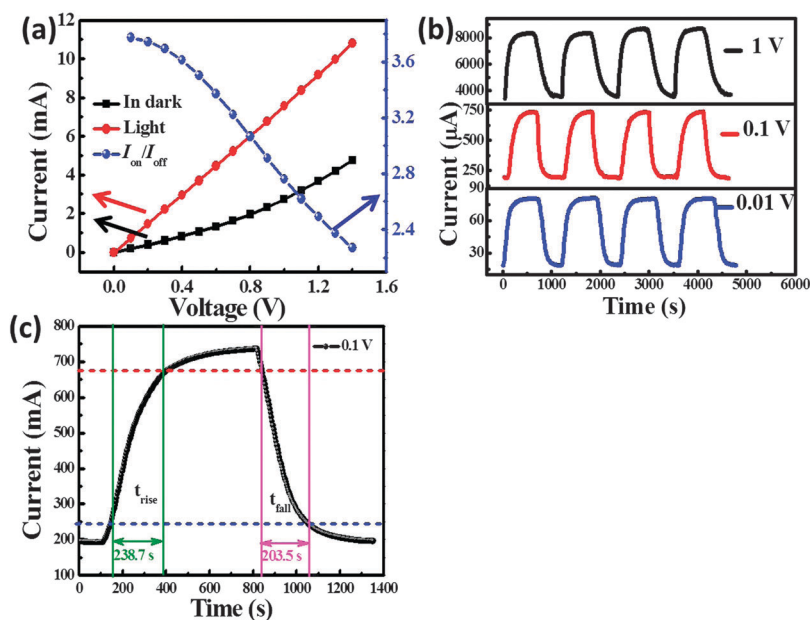 (a)
12
10
8
6
4
2
0
Current (mA)
In dark
Light
Ion/Ioff
3.8
3.2
2.7
2.2
0.0 0.4 0.8 1.2 1.6
Voltage (V)
(b)
8000
6000
4000
1 V
750
500
250
0.1 V
90
60
30
0.01 V
Current (μA)
0 1000 2000 3000 4000 5000 6000
Time (s)
(c)
800
700
600
500
400
300
200
100
Current (mA)
0.1 V
trise
tfall
238.7 s
203.5 s
0 200 400 600 800 1000 1200 1400
Time (s)